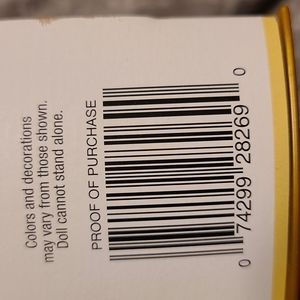 Colors and decorations
may vary from those shown.
Doll cannot stand alone.
PROOF OF PURCHASE
0 74299 28269 0